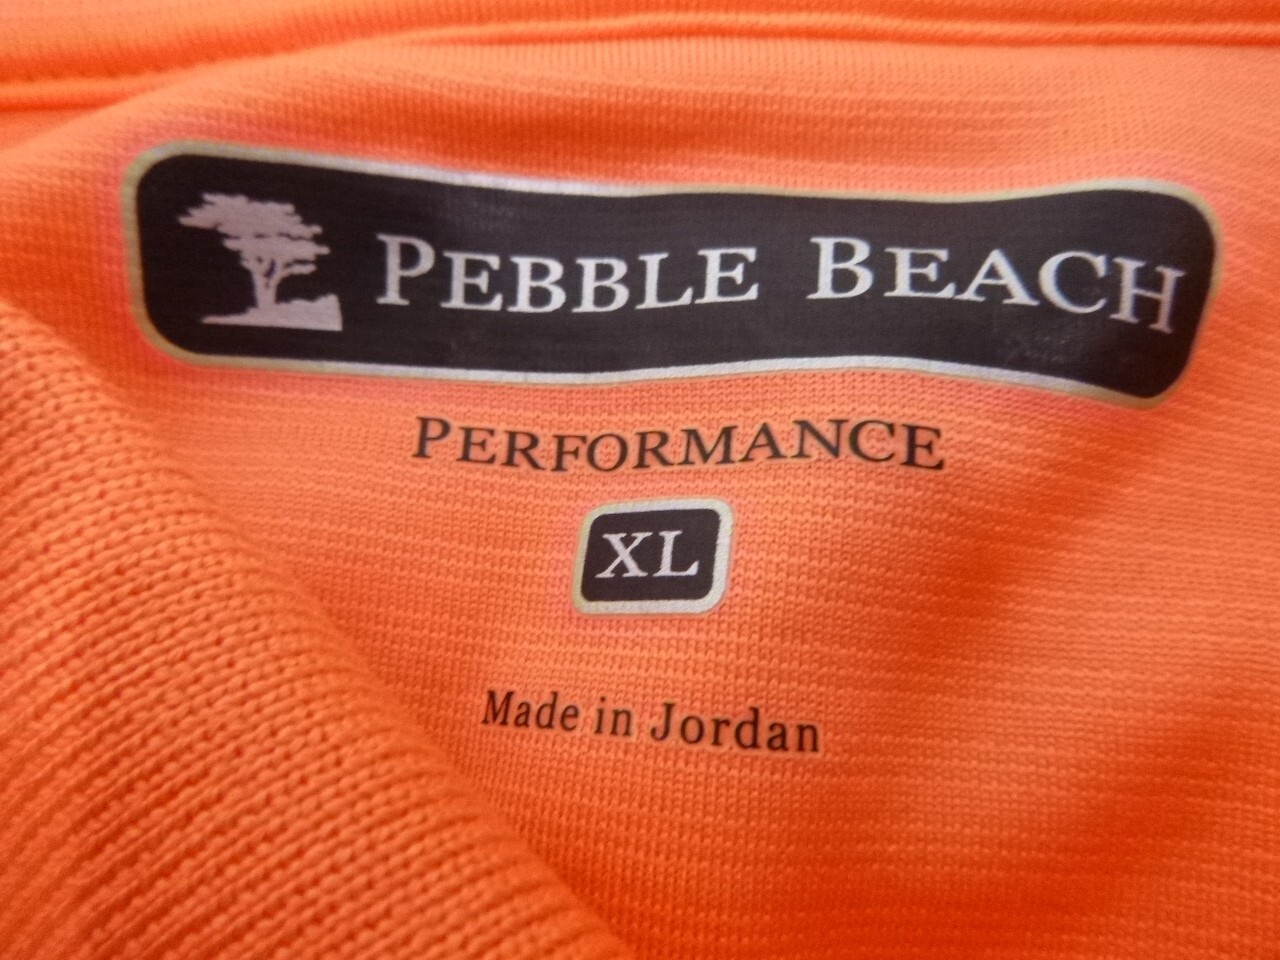 PEBBLE BEACH
PERFORMANCE
XL
Made in Jordan